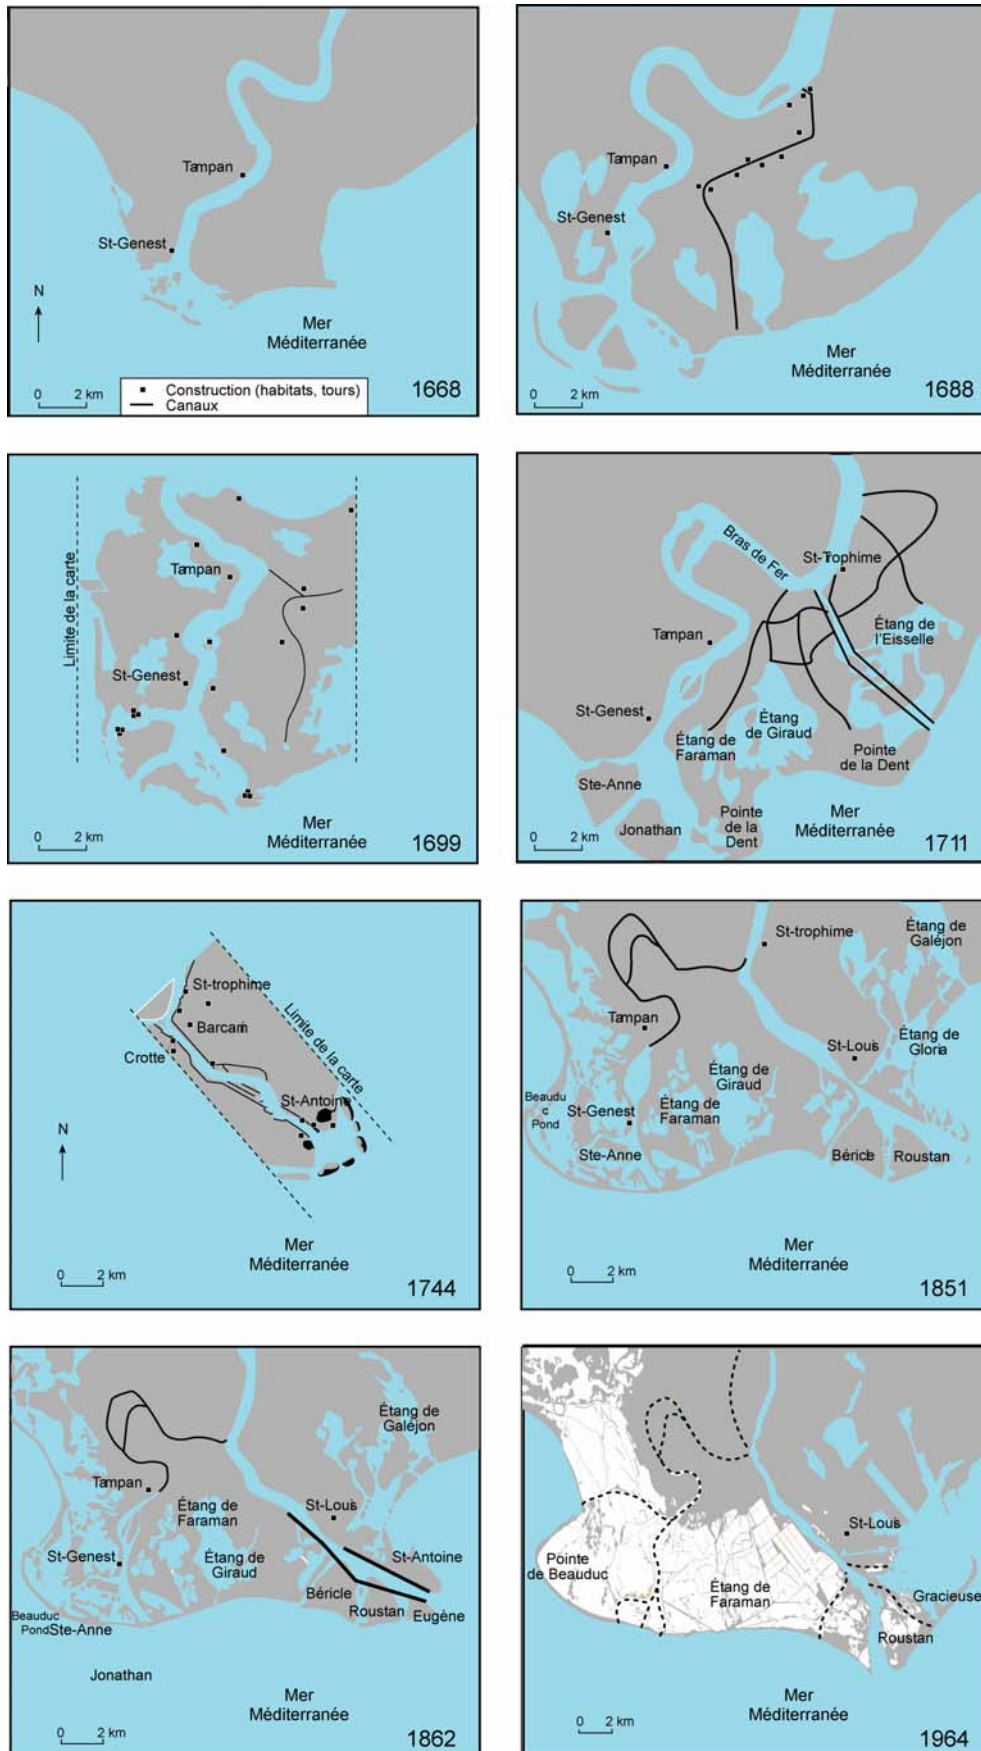 Tampan
St-Genest
N
Mer
Méditerranée
0 2 km
Construction (habitats, tours)
Canaux
1668
Tampan
St-Genest
Mer
Méditerranée
0 2 km
1688
Limite de la carte
Tampan
St-Genest
Mer
Méditerranée
0 2 km
1699
Bras de Fer
St-Trophime
Étang de
l'Eisselle
Tampan
St-Genest
Étang de
Faraman
Étang
de Giraud
Pointe
de la Dent
Ste-Anne
Jonathan
Pointe
de la
Dent
Mer
Méditerranée
0 2 km
1711
St-trophime
Barcarin
Crotte
Limite de la carte
St-Antoine
N
Mer
Méditerranée
0 2 km
1744
St-trophime
Étang de
Galéjon
Tampan
Étang de
Gloria
St-Louis
Étang de
Giraud
Beaudu
c
Pond
St-Genest
Étang de
Faraman
Ste-Anne
Béricle
Roustan
Mer
Méditerranée
0 2 km
1851
Étang de
Galéjon
Tampan
Étang de
Faraman
St-Louis
St-Genest
Étang de
Giraud
St-Antoine
Béricle
Roustan
Eugène
Beauduc
PondSte-Anne
Jonathan
Mer
Méditerranée
0 2 km
1862
St-Louis
Pointe
de Beauduc
Étang de
Faraman
Gracieuse
Roustan
Mer
Méditerranée
0 2 km
1964